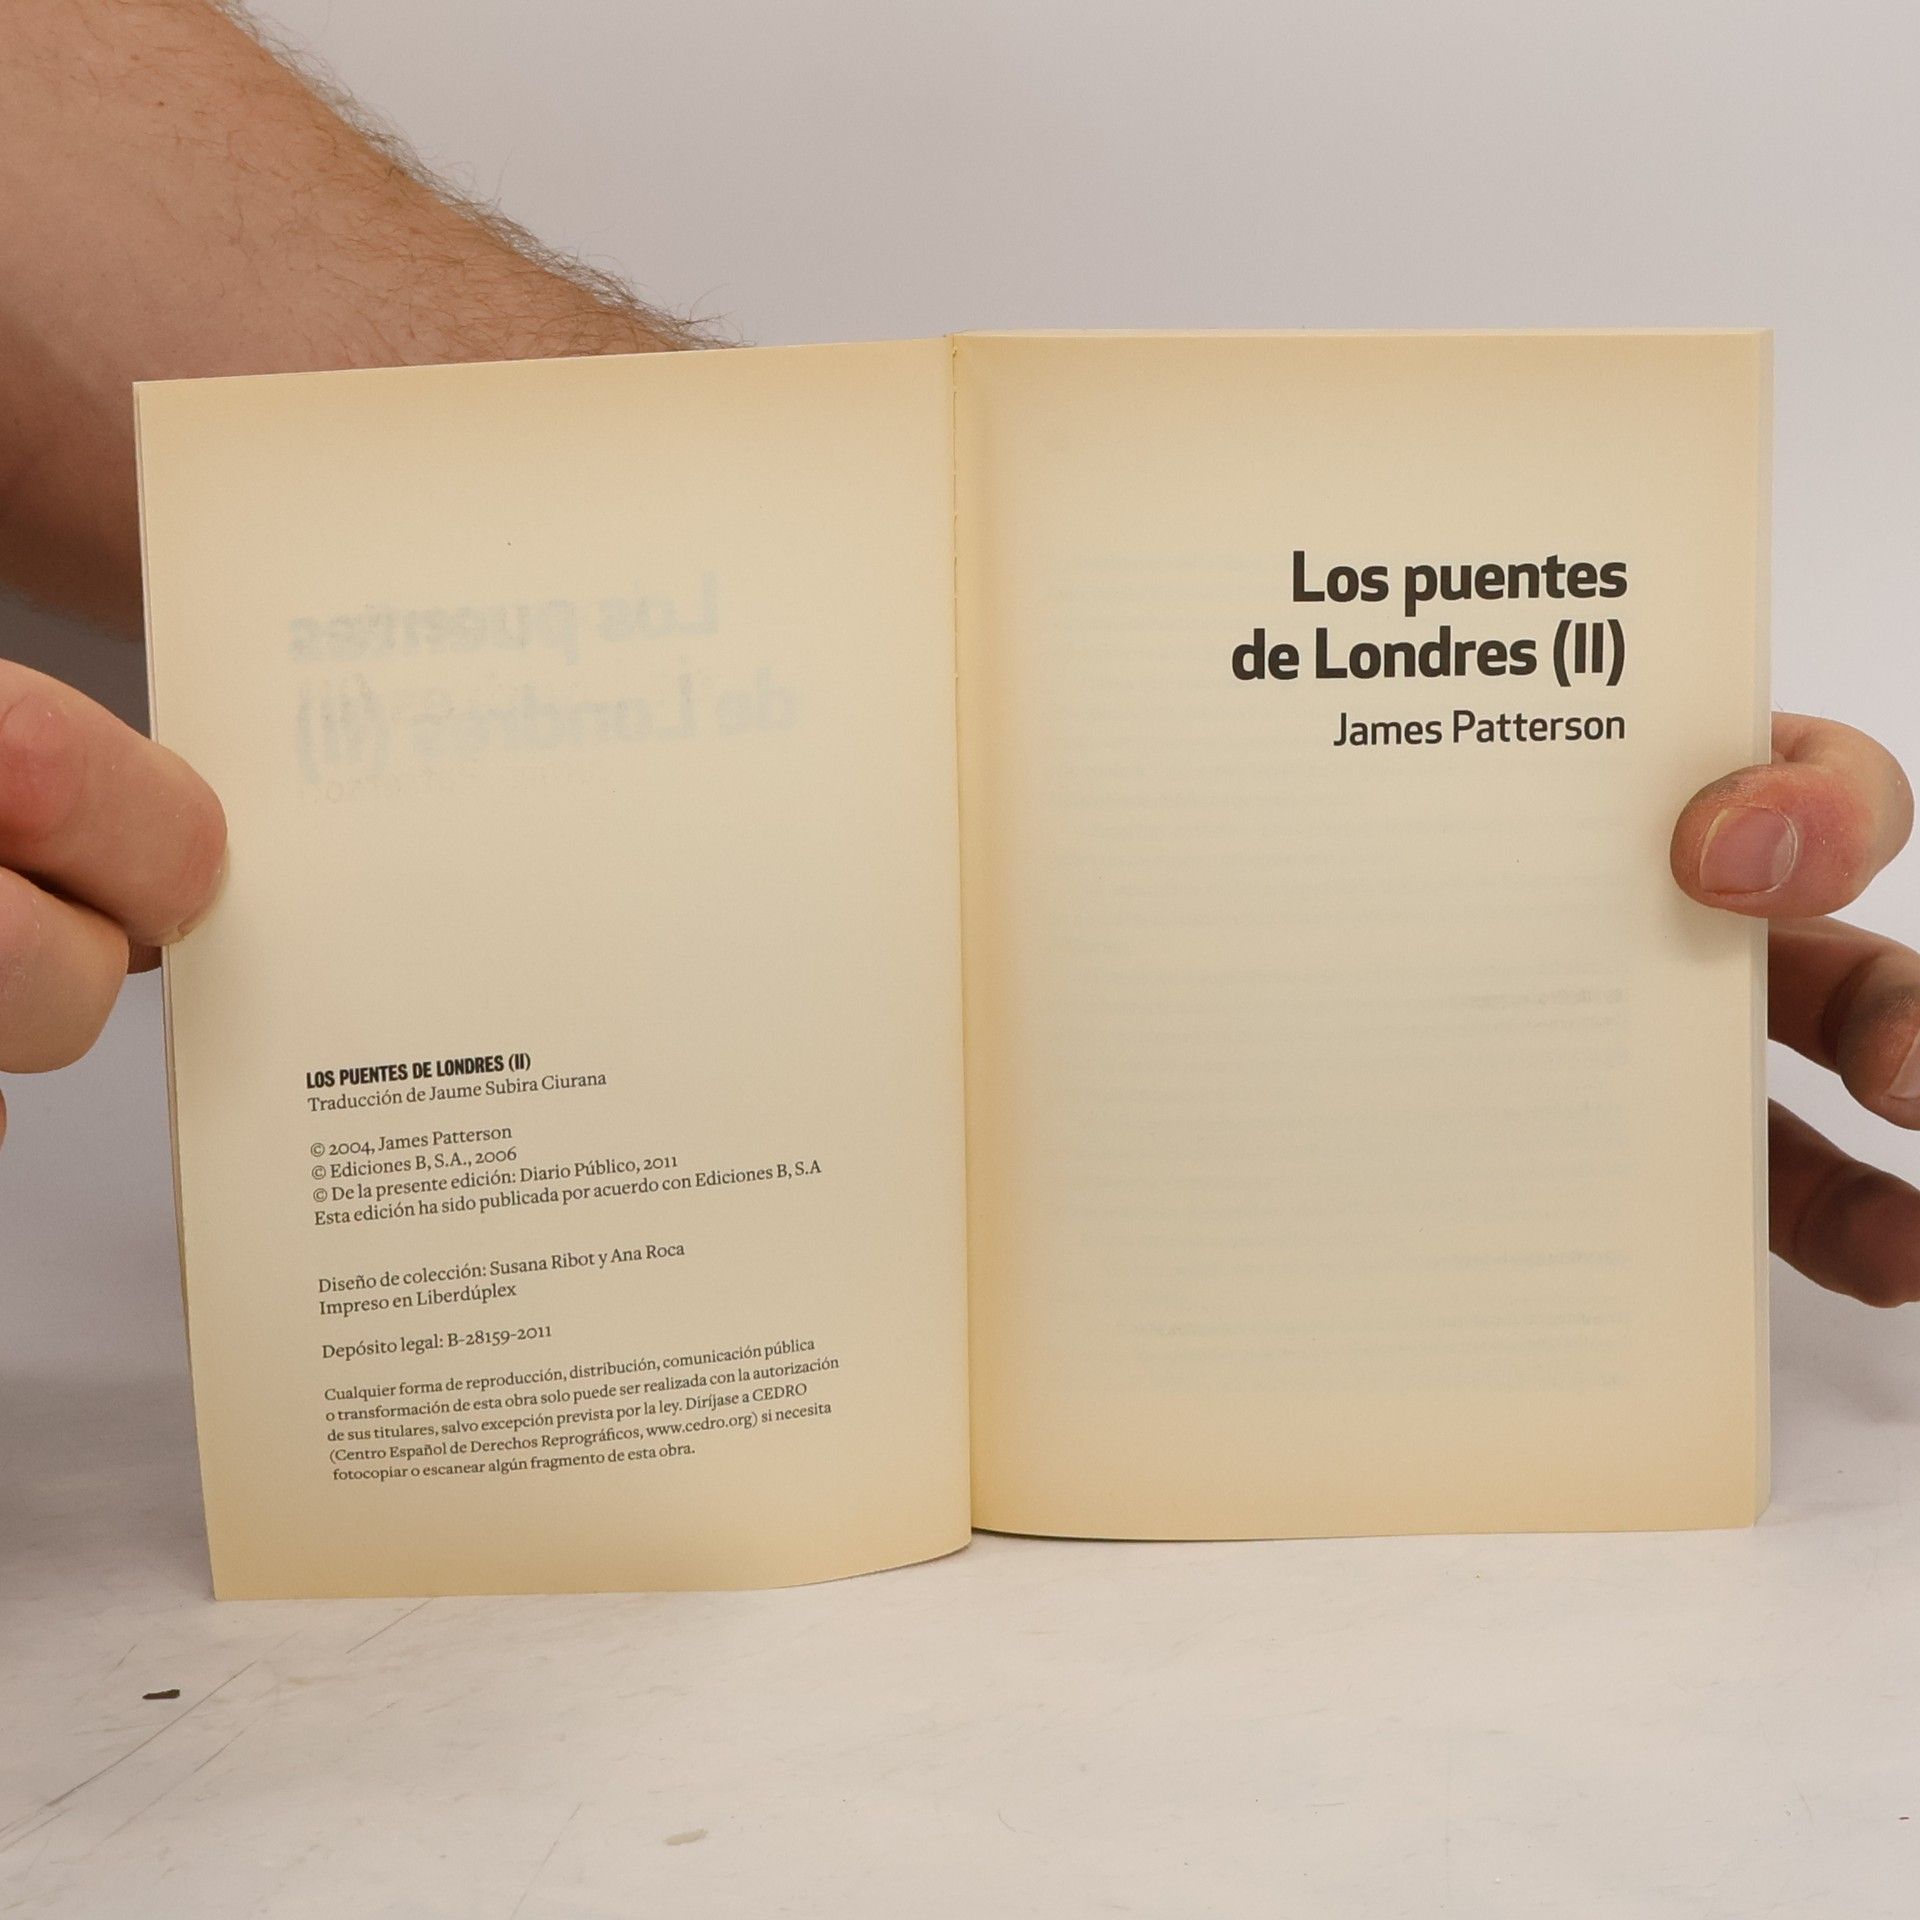 LOS PUENTES DE LONDRES (II)
Traducción de Jaume Subira Ciurana
© 2004, James Patterson
© Ediciones B, S.A., 2006
© De la presente edición: Diario Público, 2011
Esta edición ha sido publicada por acuerdo con Ediciones B, S.A
Diseño de colección: Susana Ribot y Ana Roca
Impreso en Liberdúplex
Depósito legal: B-28159-2011
Cualquier forma de reproducción, distribución, comunicación pública
o transformación de esta obra solo puede ser realizada con la autorización
de sus titulares, salvo excepción prevista por la ley. Diríjase a CEDRO
(Centro Español de Derechos Reprográficos, www.cedro.org) si necesita
fotocopiar o escanear algún fragmento de esta obra.
Los puentes
de Londres (II)
James Patterson